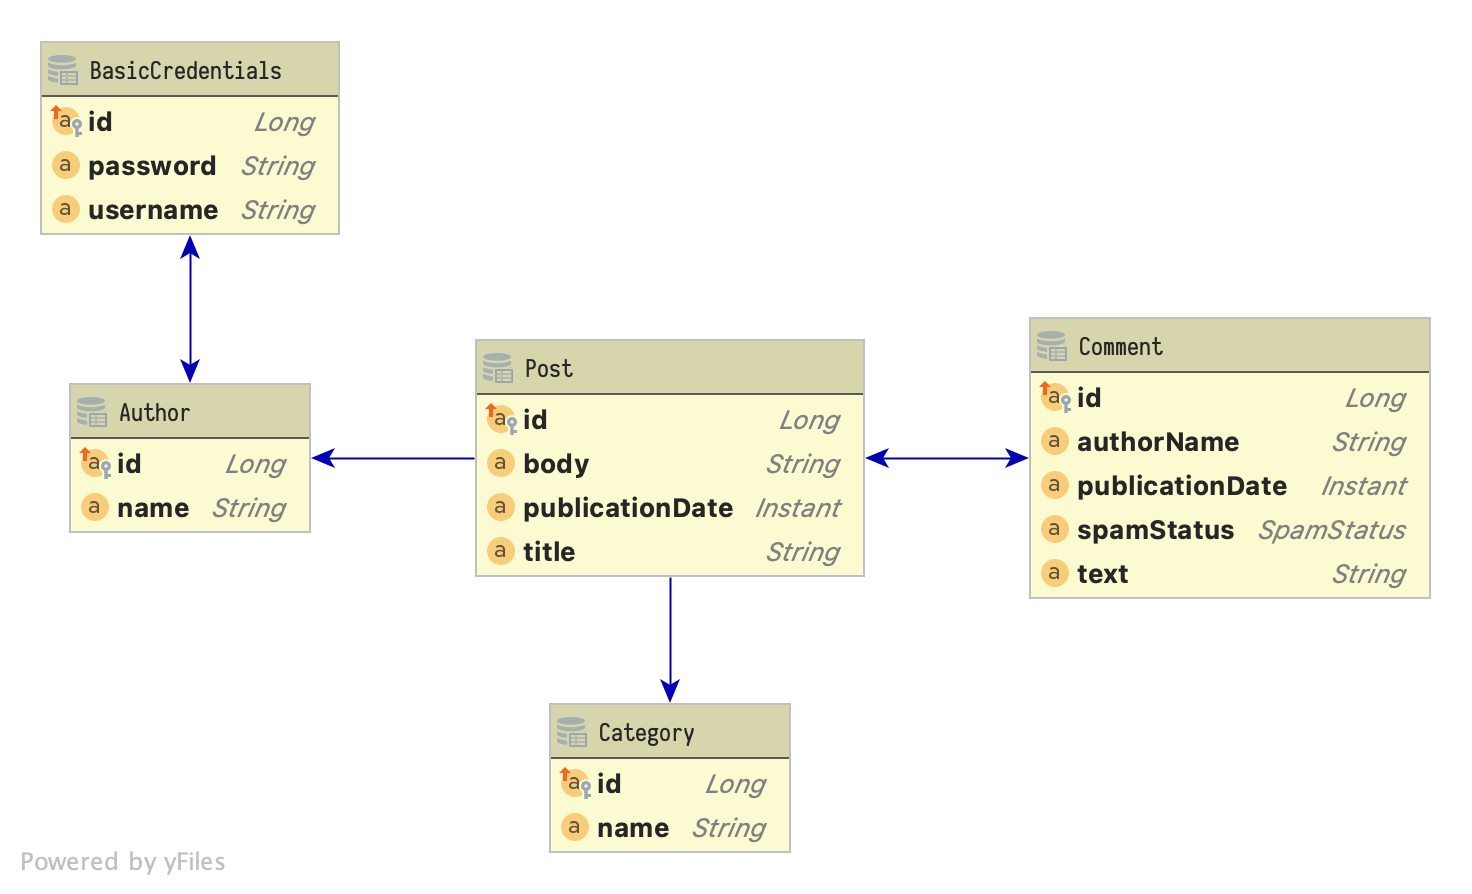 BasicCredentials
a id Long
a password String
a username String
Author
a id Long
a name String
Post
a id Long
a body String
a publicationDate Instant
a title String
Comment
a id Long
a authorName String
a publicationDate Instant
a spamStatus SpamStatus
a text String
Category
a id Long
a name String
Powered by yFiles